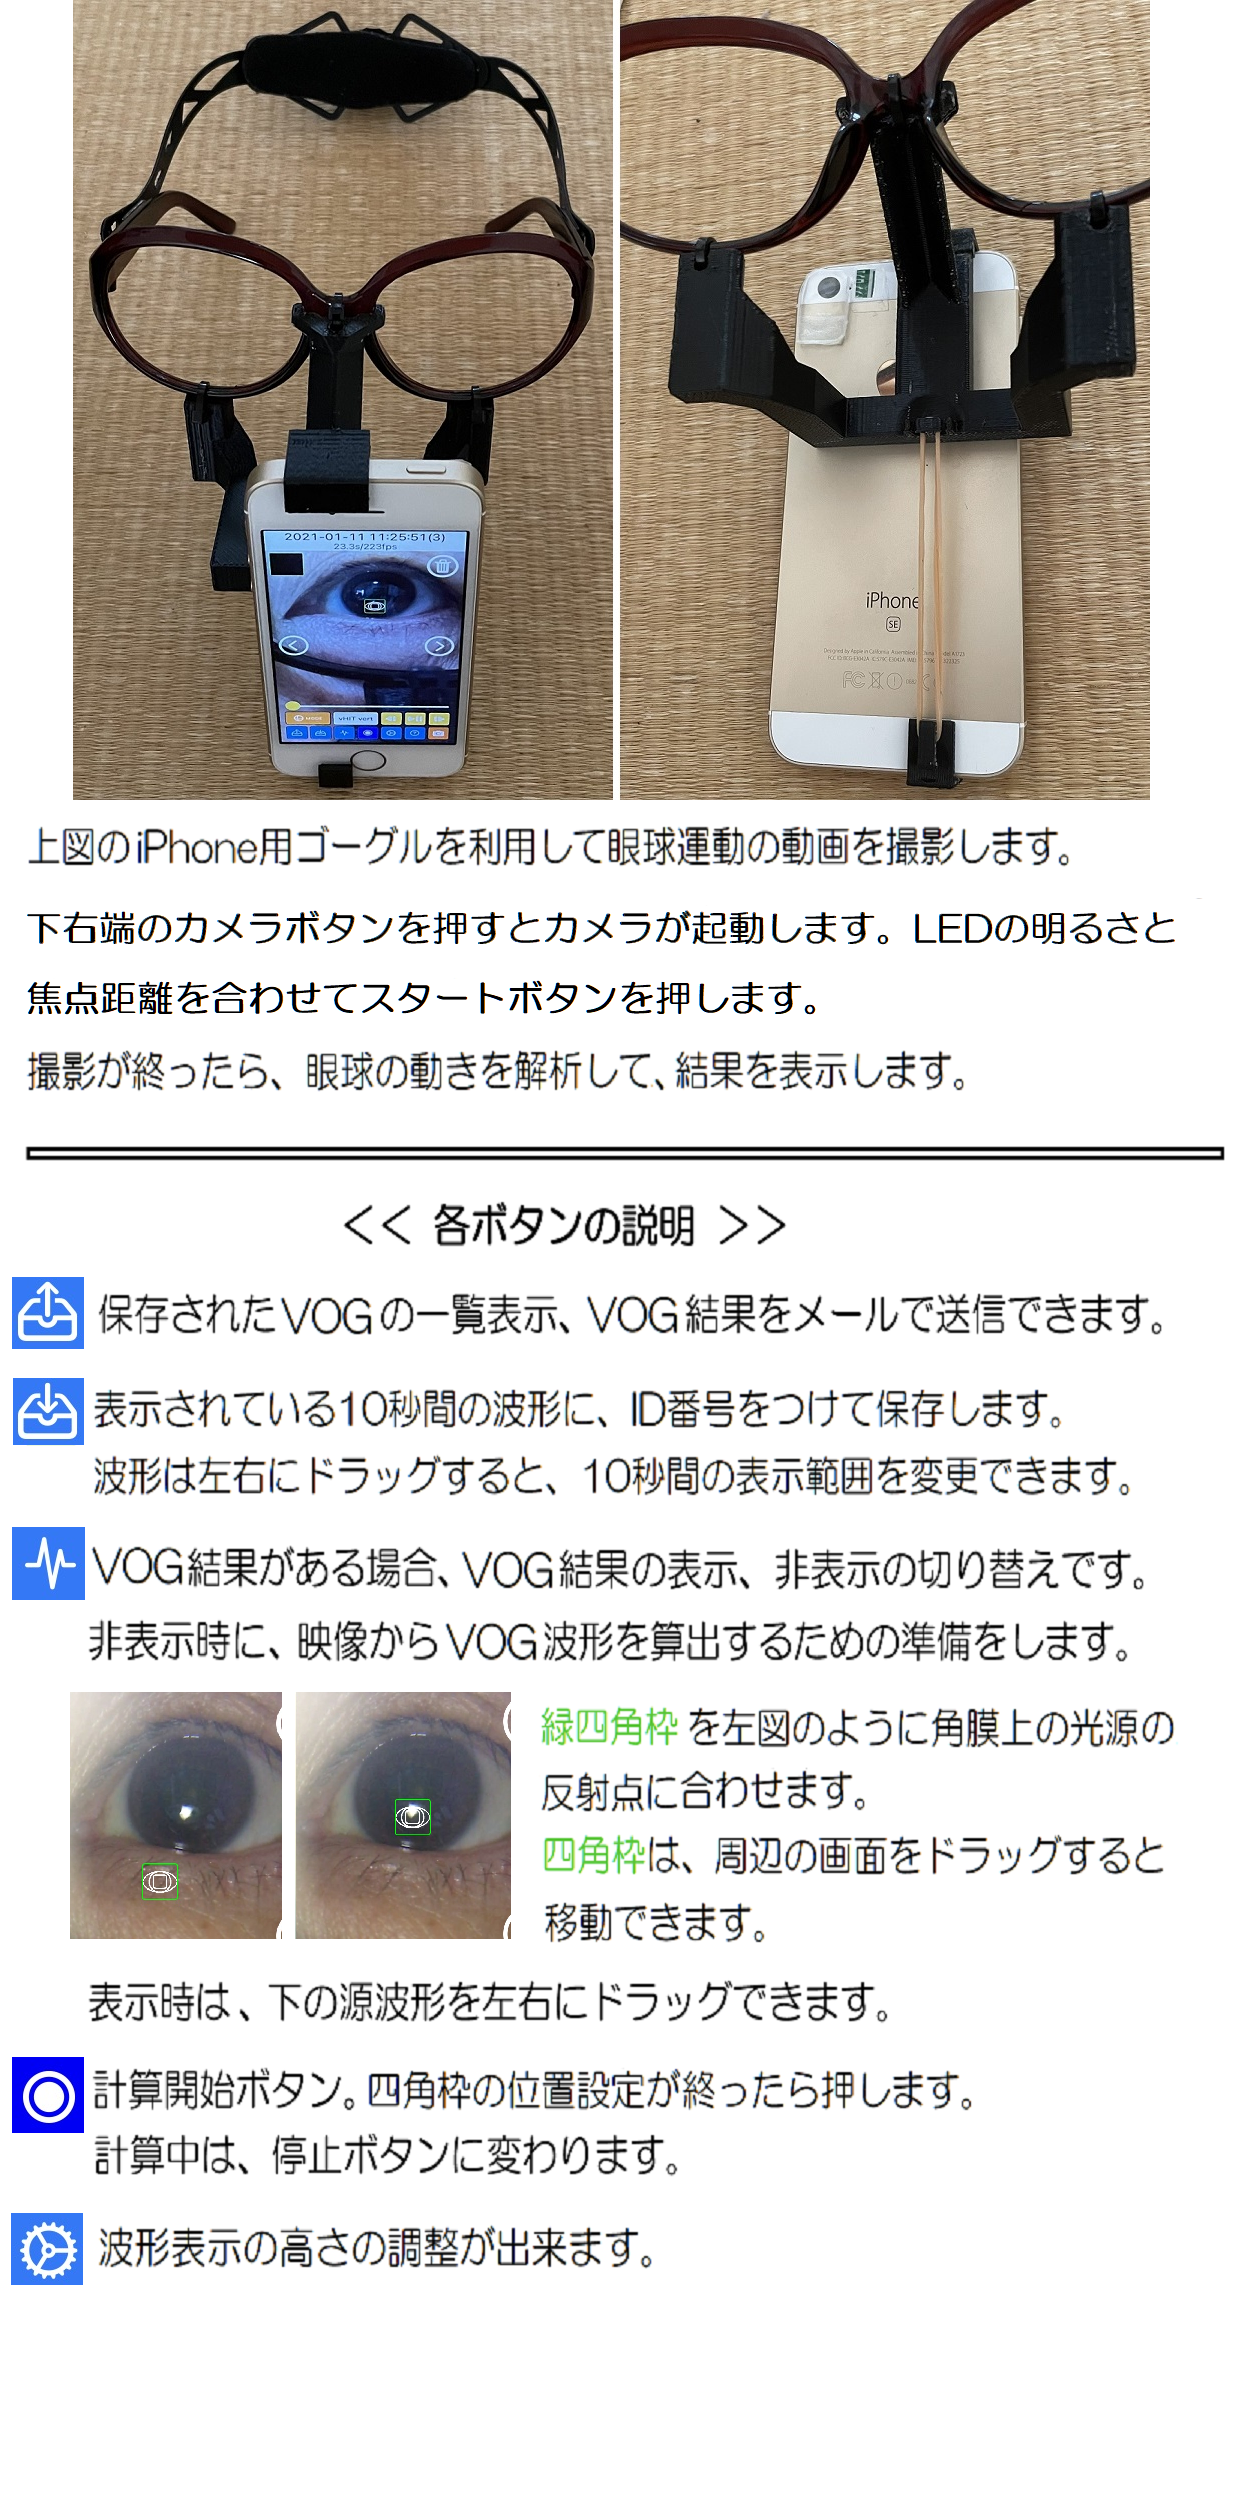 2021-01-11 11:25:51(3)
23.3s/223fps
MODE
vHIT vert
iPhone
SE
Designed by Apple in California
上図のiPhone用ゴーグルを利用して眼球運動の動画を撮影します。
下右端のカメラボタンを押すとカメラが起動します。LEDの明るさと
焦点距離を合わせてスタートボタンを押します。
撮影が終ったら、眼球の動きを解析して、結果を表示します。
<< 各ボタンの説明 >>
保存されたVOGの一覧表示、VOG結果をメールで送信できます。
表示されている10秒間の波形に、ID番号をつけて保存します。
波形は左右にドラッグすると、10秒間の表示範囲を変更できます。
VOG結果がある場合、VOG結果の表示、非表示の切り替えです。
非表示時に、映像からVOG波形を算出するための準備をします。
緑四角枠 を左図のように角膜上の光源の
反射点に合わせます。
四角枠は、周辺の画面をドラッグすると
移動できます。
表示時は、下の源波形を左右にドラッグできます。
計算開始ボタン。四角枠の位置設定が終ったら押します。
計算中は、停止ボタンに変わります。
波形表示の高さの調整が出来ます。